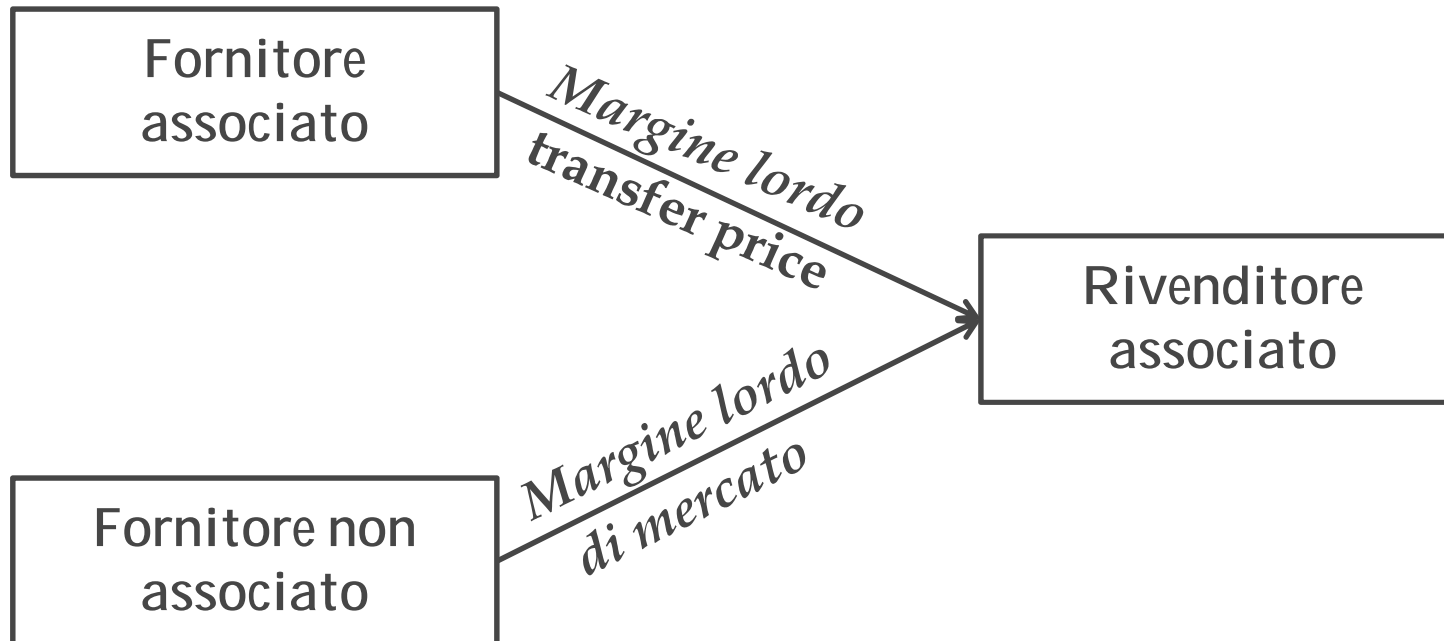 Fornitore
associato
Margine lordo
transfer price
Rivenditore
associato
Margine lordo
di mercato
Fornitore non
associato